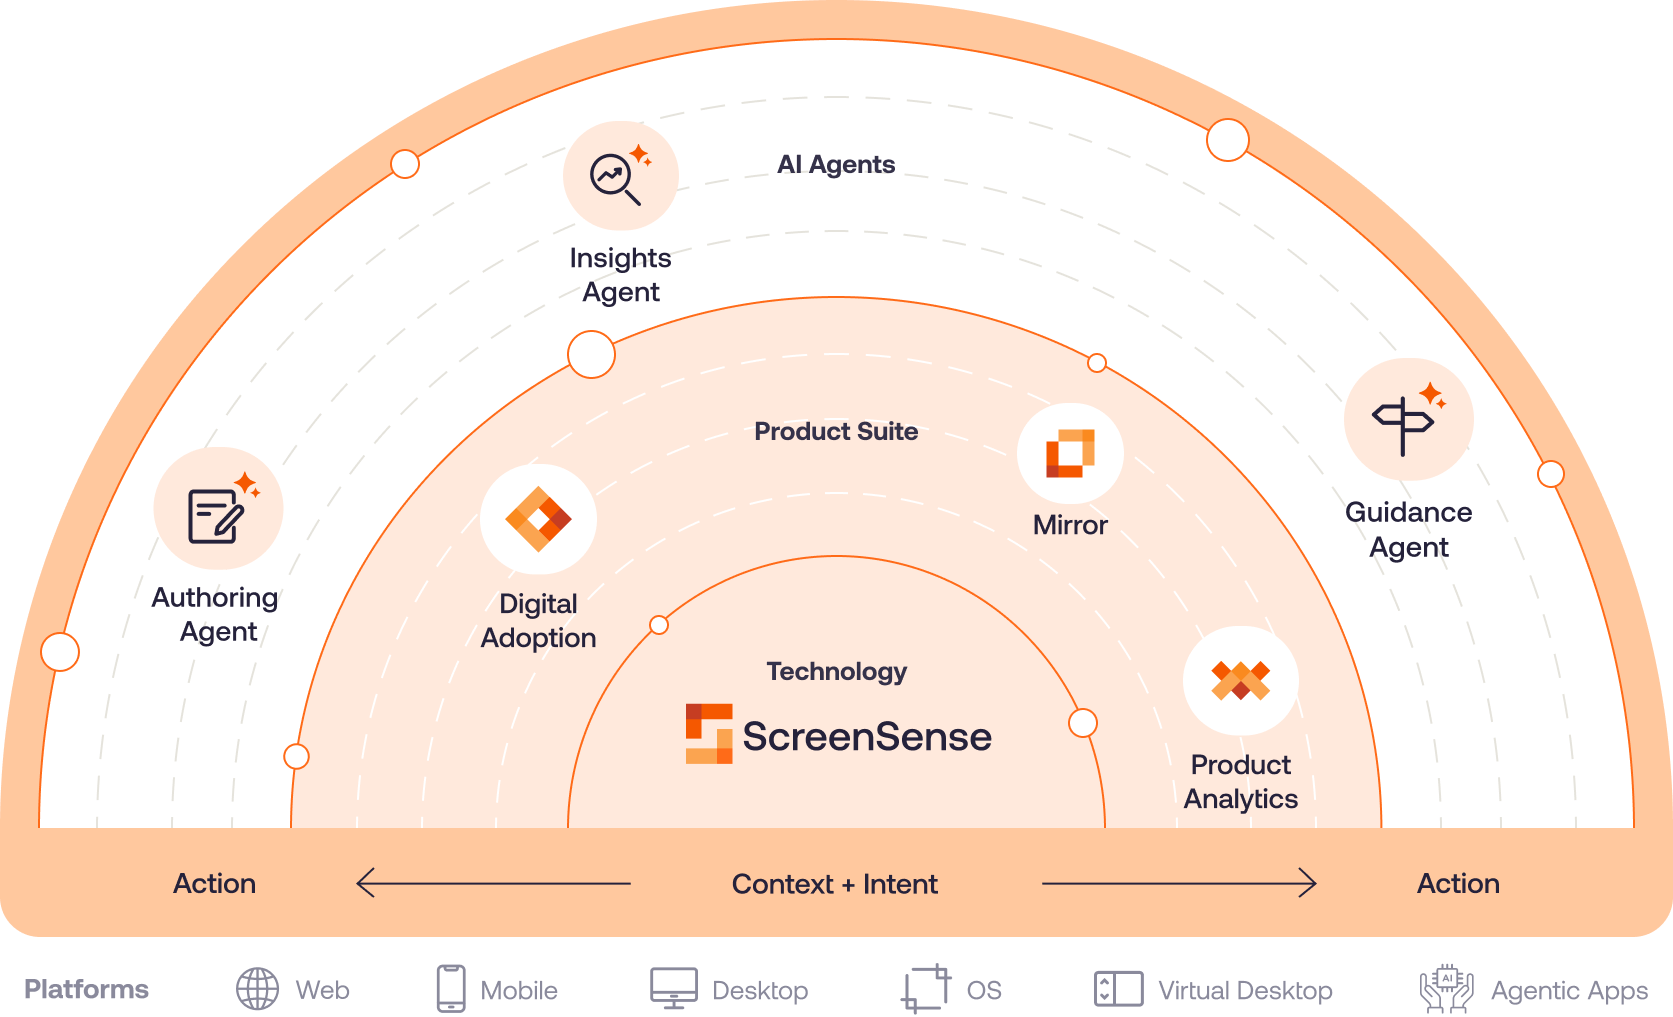 AI Agents
Insights
Agent
Authoring
Agent
Guidance
Agent
Product Suite
Digital
Adoption
Mirror
Product
Analytics
Technology
ScreenSense
Action
Context + Intent
Action
Platforms
Web
Mobile
Desktop
OS
Virtual Desktop
AI
Agentic Apps